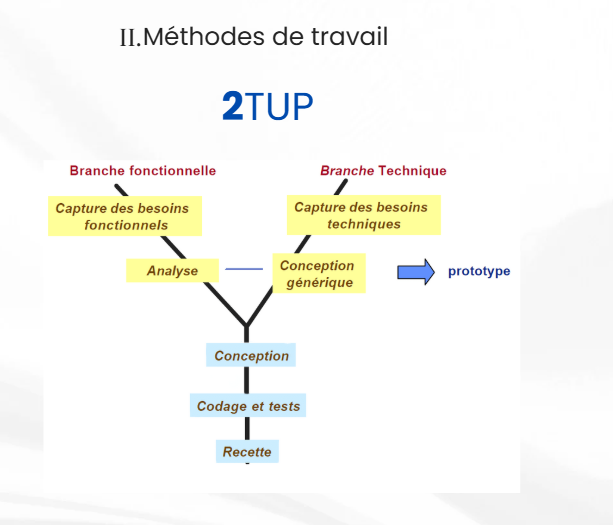 II.Méthodes de travail
2TUP
Branche fonctionnelle
Branche Technique
Capture des besoins
fonctionnels
Capture des besoins
techniques
Analyse
Conception
générique
prototype
Conception
Codage et tests
Recette